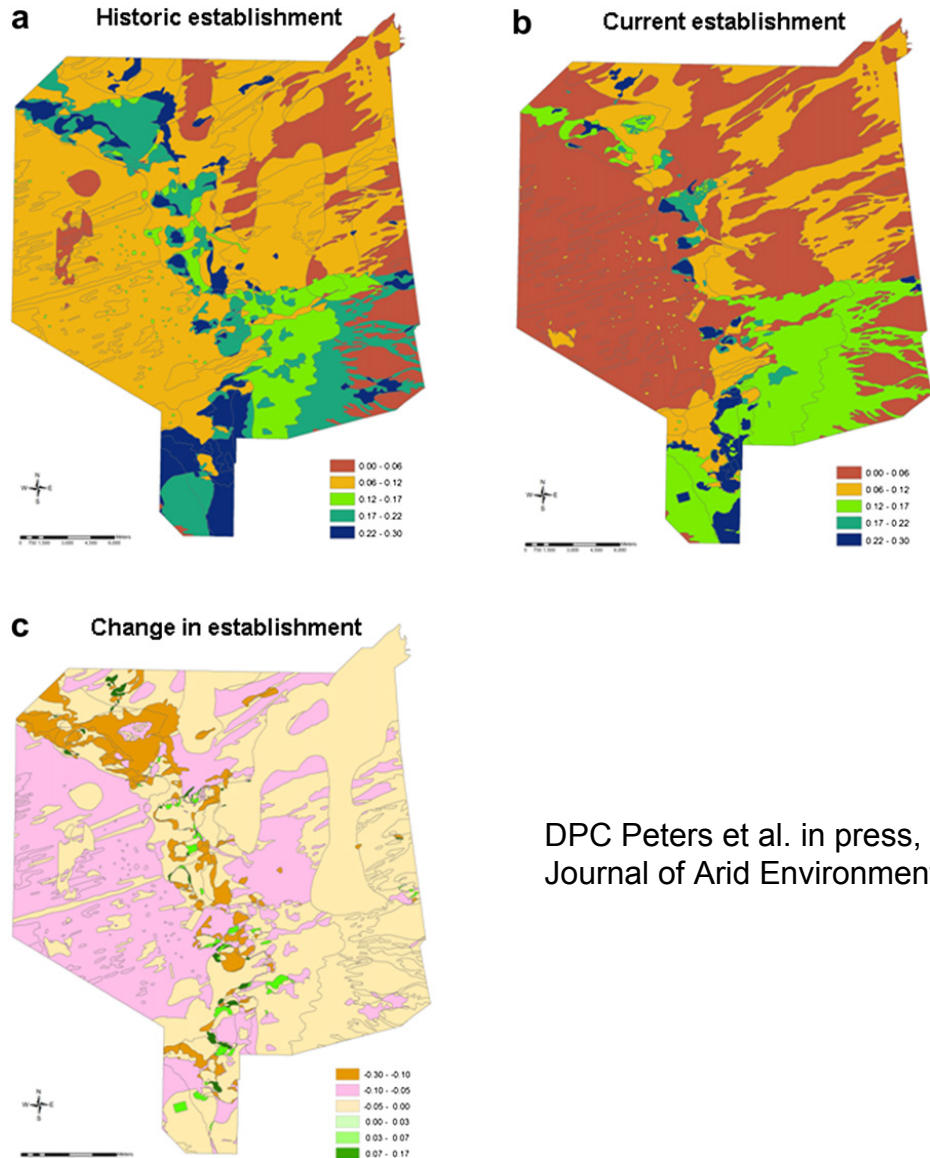 a Historic establishment
N
W E
S
0.00 - 0.06
0.06 - 0.12
0.12 - 0.17
0.17 - 0.22
0.22 - 0.30
Meters
b Current establishment
N
W E
S
0.00 - 0.06
0.06 - 0.12
0.12 - 0.17
0.17 - 0.22
0.22 - 0.30
Meters
c Change in establishment
N
W E
S
-0.30 - -0.10
-0.10 - -0.05
-0.05 - 0.00
0.00 - 0.03
0.03 - 0.07
0.07 - 0.17
Meters
DPC Peters et al. in press,
Journal of Arid Environmen